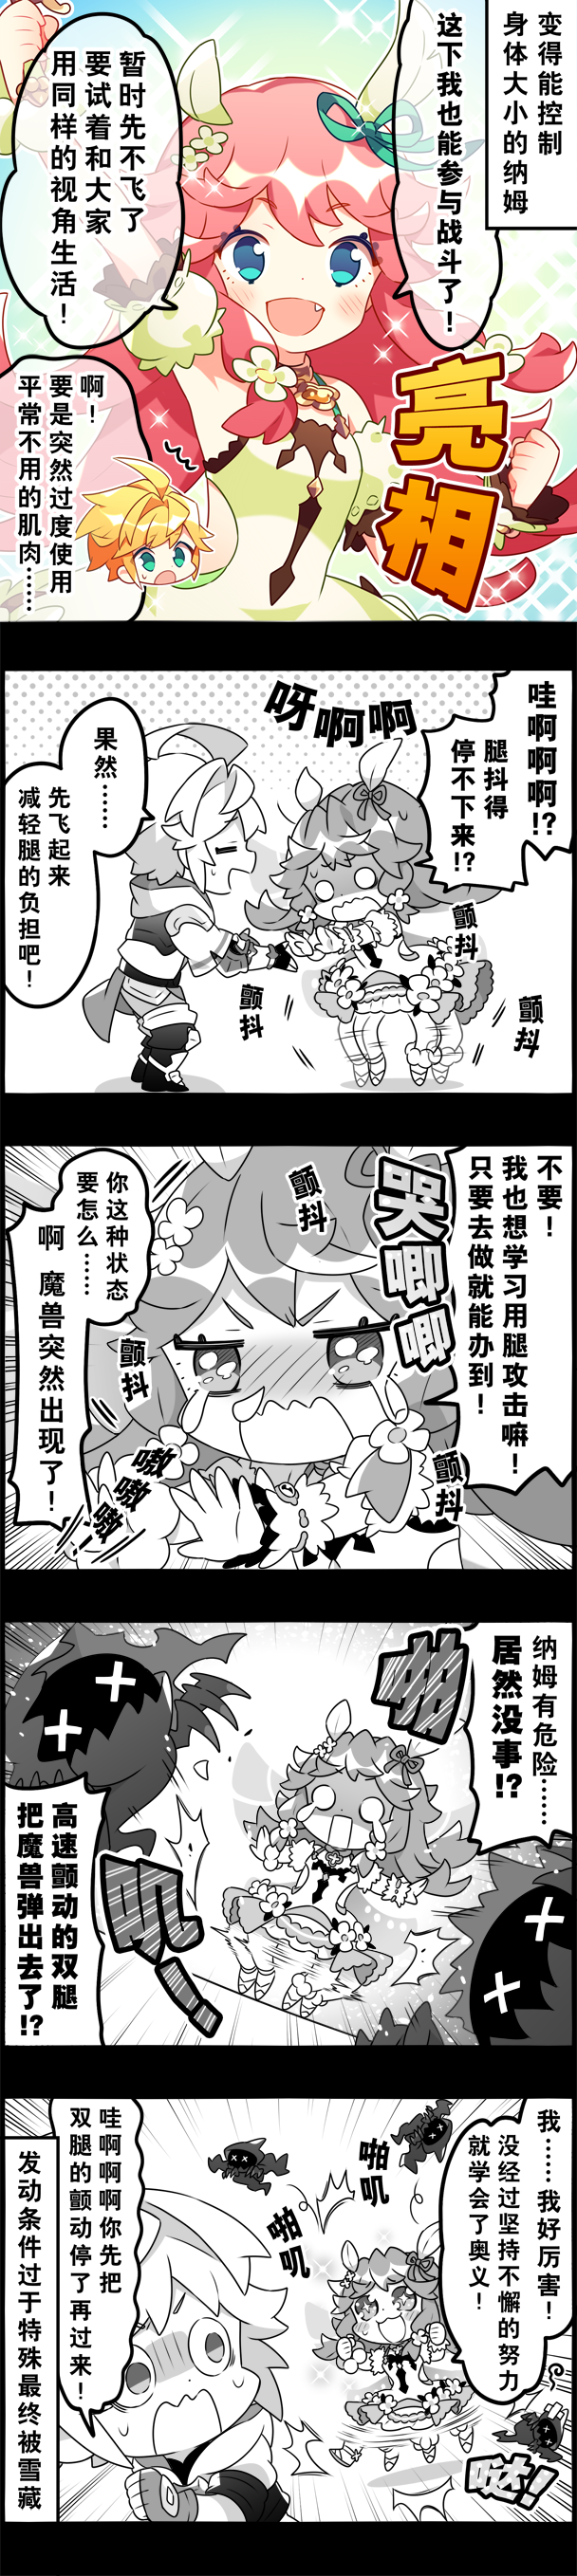 变得能控制
身体大小的纳姆
这下我也能参与战斗了！
暂时先不飞了
要试着和大家
用同样的视角生活！
亮相
啊！
要是突然过度使用
平常不用的肌肉……
哇啊啊啊!?
腿抖得
停不下来!?
呀啊啊
果然……
先飞起来
减轻腿的负担吧！
颤抖
颤抖
颤抖
不要！
我也想学习用腿攻击嘛！
只要去做就能办到！
哭唧唧
颤抖
你这种状态
要怎么……
啊 魔兽突然出现了！
颤抖
颤抖
嗷嗷嗷！
纳姆有危险……
居然没事!?
啪
叽！
高速颤动的双腿
把魔兽弹出去了!?
我……我好厉害！
没经过坚持不懈的努力
就学会了奥义！
啪叽
啪叽
哒！
哇啊啊啊你先把
双腿的颤动停了再过来！
发动条件过于特殊最终被雪藏